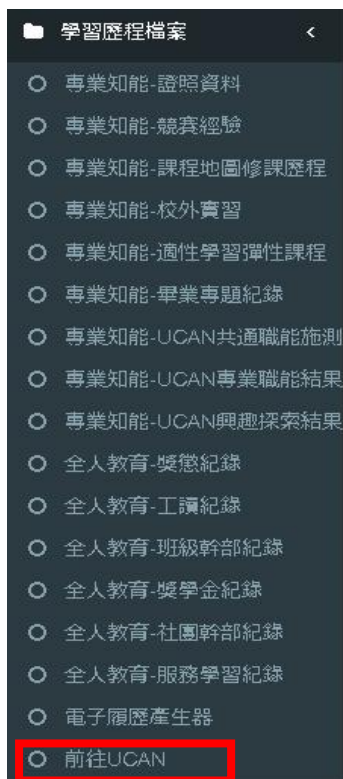 學習歷程檔案
專業知能-證照資料
專業知能-競賽經驗
專業知能-課程地圖修課歷程
專業知能-校外實習
專業知能-適性學習彈性課程
專業知能-畢業專題紀錄
專業知能-UCAN共通職能施測
專業知能-UCAN專業職能結果
專業知能-UCAN興趣探索結果
全人教育-獎懲紀錄
全人教育-工讀紀錄
全人教育-班級幹部紀錄
全人教育-獎學金紀錄
全人教育-社團幹部紀錄
全人教育-服務學習紀錄
電子履歷產生器
前往UCAN